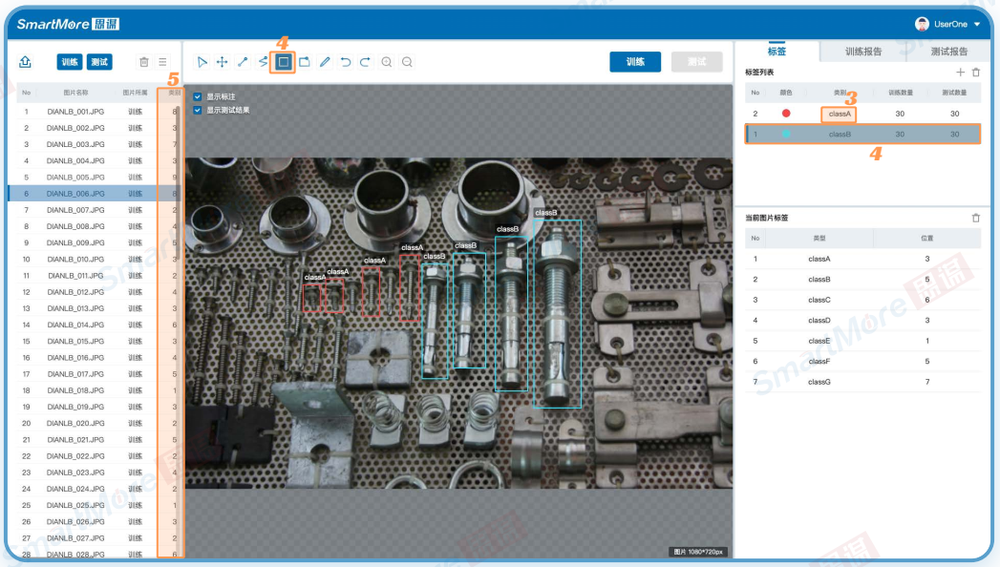 SmartMore 思谋
UserOne
4
训练 测试
训练 测试
标签 训练报告 测试报告
标签列表
5
No 图片名称 图片所属 类别
显示标注
显示测试结果
No 颜色 类别 训练数量 测试数量
3
2 classA 30 30
1 classB 30 30
4
1 DIANLB_001.JPG 训练 8
2 DIANLB_002.JPG 训练 3
3 DIANLB_003.JPG 训练 7
4 DIANLB_004.JPG 训练 3
5 DIANLB_005.JPG 训练 9
6 DIANLB_006.JPG 训练 8
7 DIANLB_007.JPG 训练 2
8 DIANLB_008.JPG 训练 4
9 DIANLB_009.JPG 训练 5
10 DIANLB_010.JPG 训练 3
11 DIANLB_011.JPG 训练 2
12 DIANLB_012.JPG 训练 4
13 DIANLB_013.JPG 训练 3
14 DIANLB_014.JPG 训练 6
15 DIANLB_015.JPG 训练 3
16 DIANLB_016.JPG 训练 4
17 DIANLB_017.JPG 训练 5
18 DIANLB_018.JPG 训练 1
19 DIANLB_019.JPG 训练 3
20 DIANLB_020.JPG 训练 2
21 DIANLB_021.JPG 训练 5
22 DIANLB_022.JPG 训练 2
23 DIANLB_023.JPG 训练 4
24 DIANLB_024.JPG 训练 2
25 DIANLB_025.JPG 训练 1
26 DIANLB_026.JPG 训练 3
27 DIANLB_027.JPG 训练 2
28 DIANLB_028.JPG 训练 6
classB
classB
classB
classA
classB
classA
classA
classA
图片 1080*720px
当前图片标签
No 类型 位置
1 classA 3
2 classB 5
3 classC 6
4 classD 3
5 classE 1
6 classF 5
7 classG 7
SmartMore 思谋